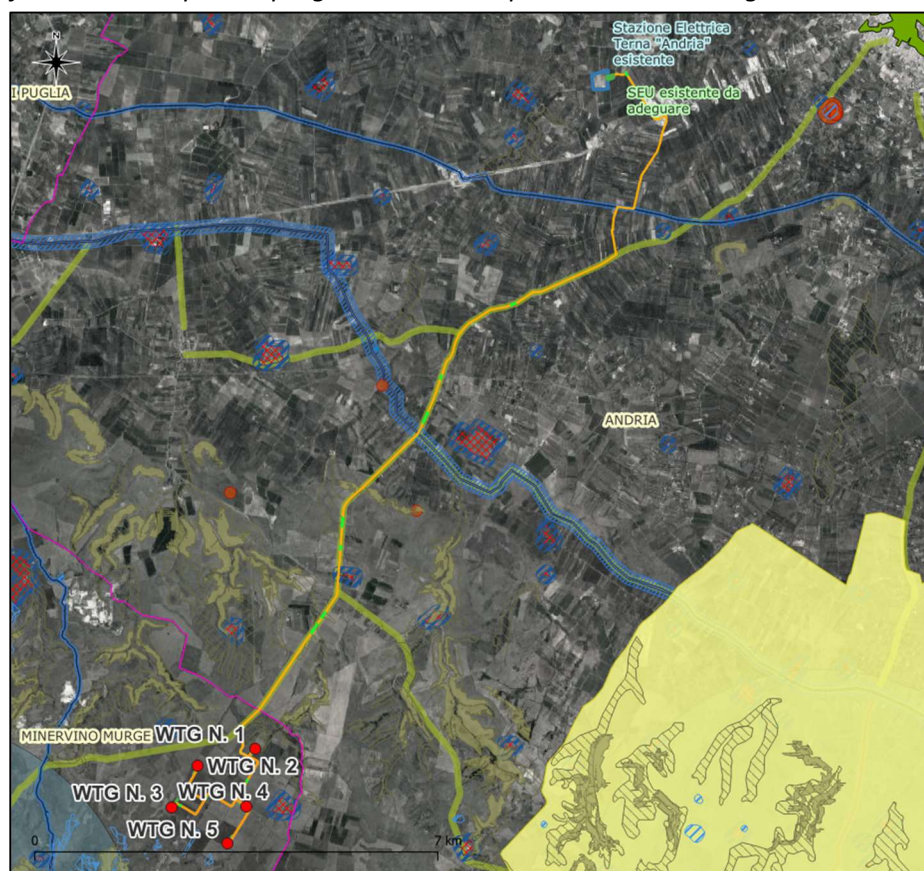 N
Stazione Elettrica
Terna "Andria"
esistente
SEU esistente da
adeguare
I PUGLIA
ANDRIA
MINERVINO MURGE
WTG N. 1
WTG N. 2
WTG N. 3
WTG N. 4
WTG N. 5
0
7 km